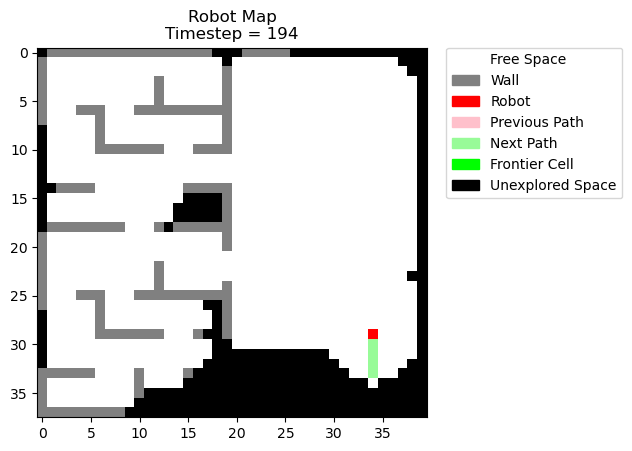 Robot Map
Timestep = 194
0
5
10
15
20
25
30
35
0
5
10
15
20
25
30
35
Free Space
Wall
Robot
Previous Path
Next Path
Frontier Cell
Unexplored Space